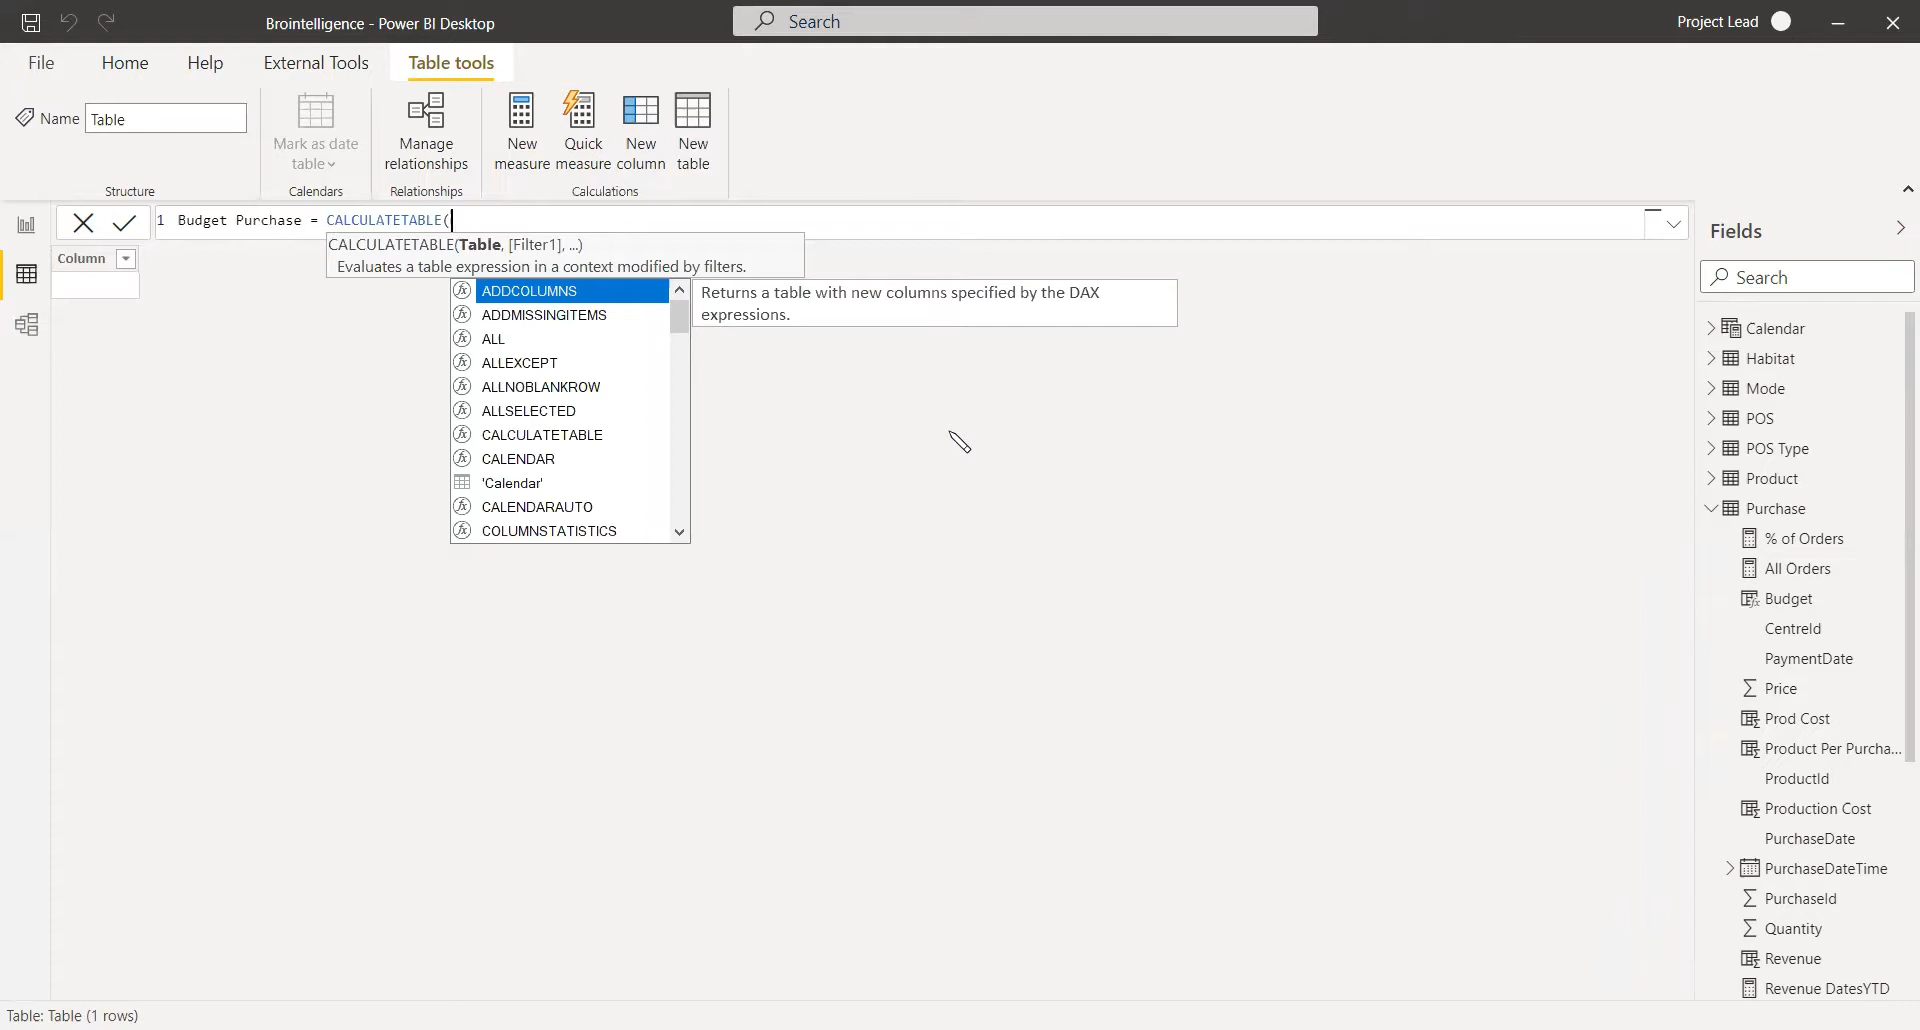 Brointelligence - Power BI Desktop
Search
Project Lead
File
Home
Help
External Tools
Table tools
Name
Table
Mark as date
table
Manage
relationships
New
measure
Quick
measure
New
column
New
table
Structure
Calendars
Relationships
Calculations
1 Budget Purchase = CALCULATETABLE(
CALCULATETABLE(Table, [Filter1], ...)
Evaluates a table expression in a context modified by filters.
Column
ADDCOLUMNS
Returns a table with new columns specified by the DAX
expressions.
ADDMISSINGITEMS
ALL
ALLEXCEPT
ALLNOBLANKROW
ALLSELECTED
CALCULATETABLE
CALENDAR
'Calendar'
CALENDARAUTO
COLUMNSTATISTICS
Fields
Search
Calendar
Habitat
Mode
POS
POS Type
Product
Purchase
% of Orders
All Orders
Budget
CentreId
PaymentDate
Price
Prod Cost
Product Per Purcha...
ProductId
Production Cost
PurchaseDate
PurchaseDateTime
PurchaseId
Quantity
Revenue
Revenue DatesYTD
Table: Table (1 rows)